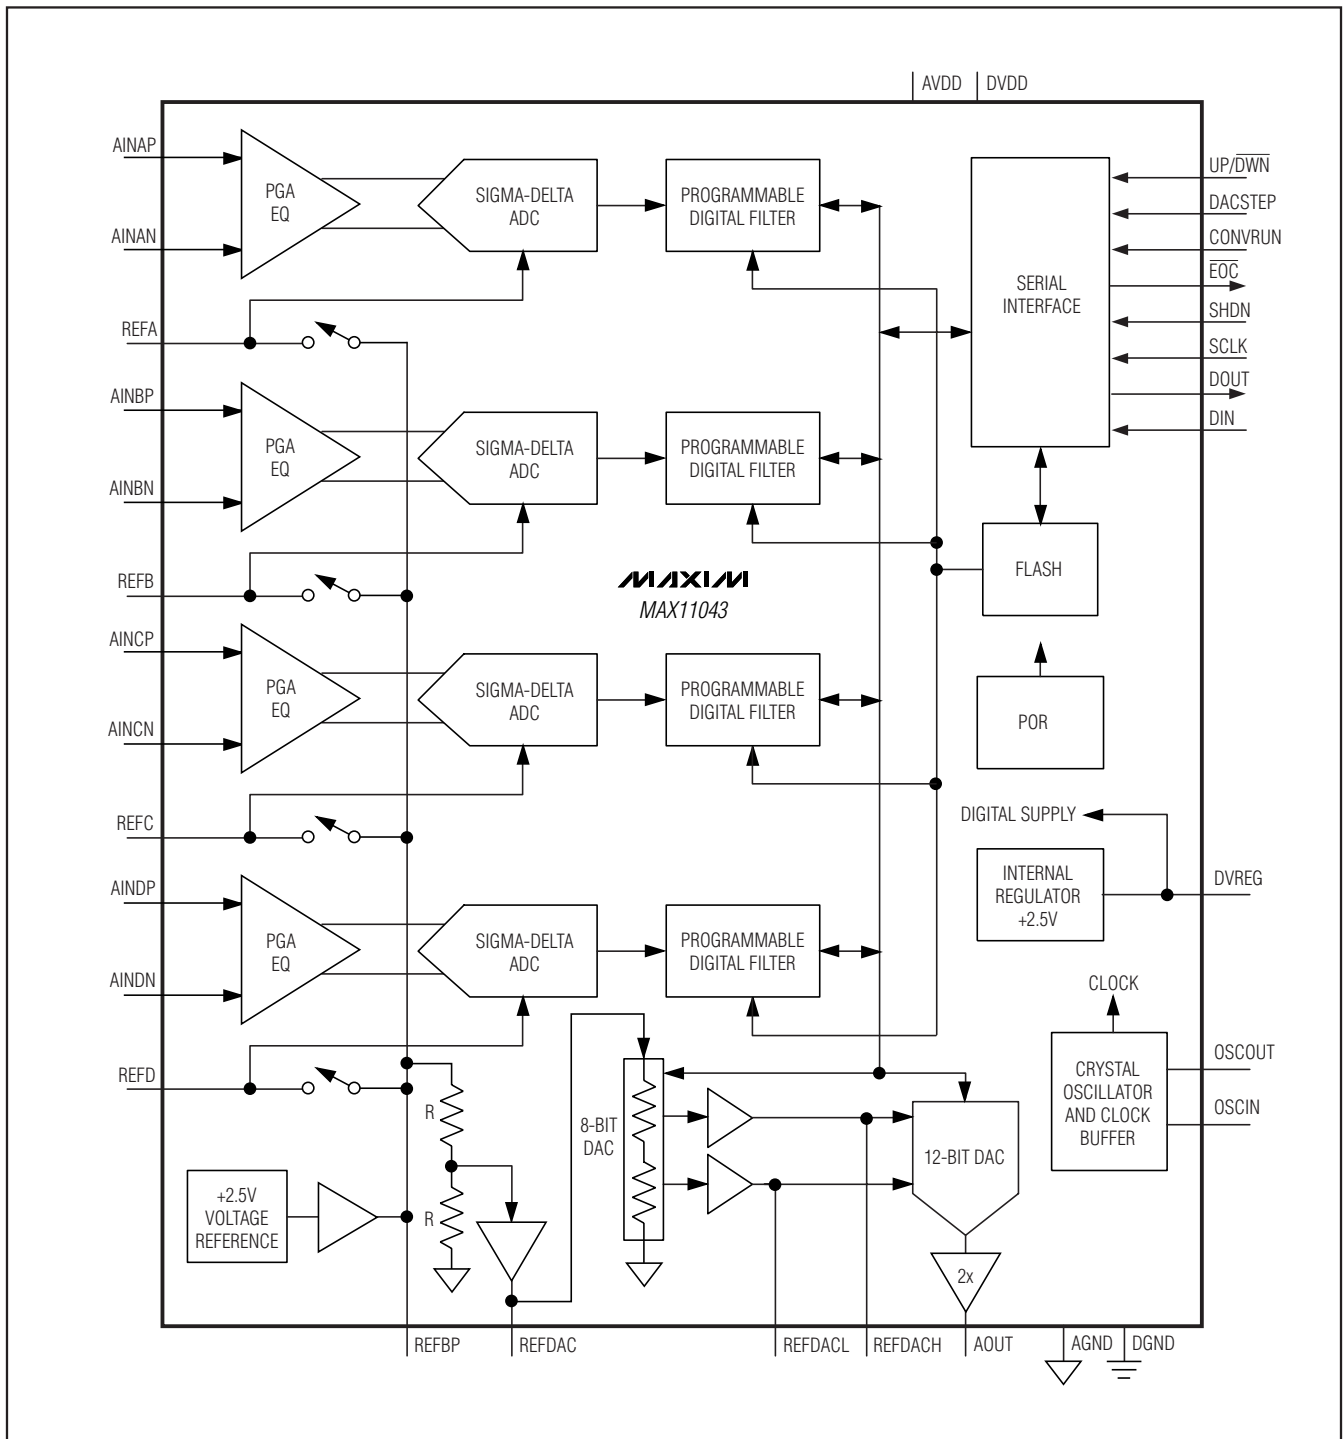 AVDD
DVDD
AINAP
AINAN
PGA
EQ
SIGMA-DELTA
ADC
PROGRAMMABLE
DIGITAL FILTER
SERIAL
INTERFACE
UP/DWN
DACSTEP
CONVRUN
EOC
SHDN
SCLK
DOUT
DIN
REFA
AINBP
AINBN
PGA
EQ
SIGMA-DELTA
ADC
PROGRAMMABLE
DIGITAL FILTER
FLASH
REFB
MAXIM
MAX11043
AINCP
AINCN
PGA
EQ
SIGMA-DELTA
ADC
PROGRAMMABLE
DIGITAL FILTER
POR
REFC
DIGITAL SUPPLY
INTERNAL
REGULATOR
+2.5V
DVREG
AINDP
AINDN
PGA
EQ
SIGMA-DELTA
ADC
PROGRAMMABLE
DIGITAL FILTER
CLOCK
CRYSTAL
OSCILLATOR
AND CLOCK
BUFFER
OSCOUT
OSCIN
REFD
R
R
8-BIT
DAC
12-BIT DAC
2x
+2.5V
VOLTAGE
REFERENCE
REFBP
REFDAC
REFDACL
REFDACH
AOUT
AGND
DGND